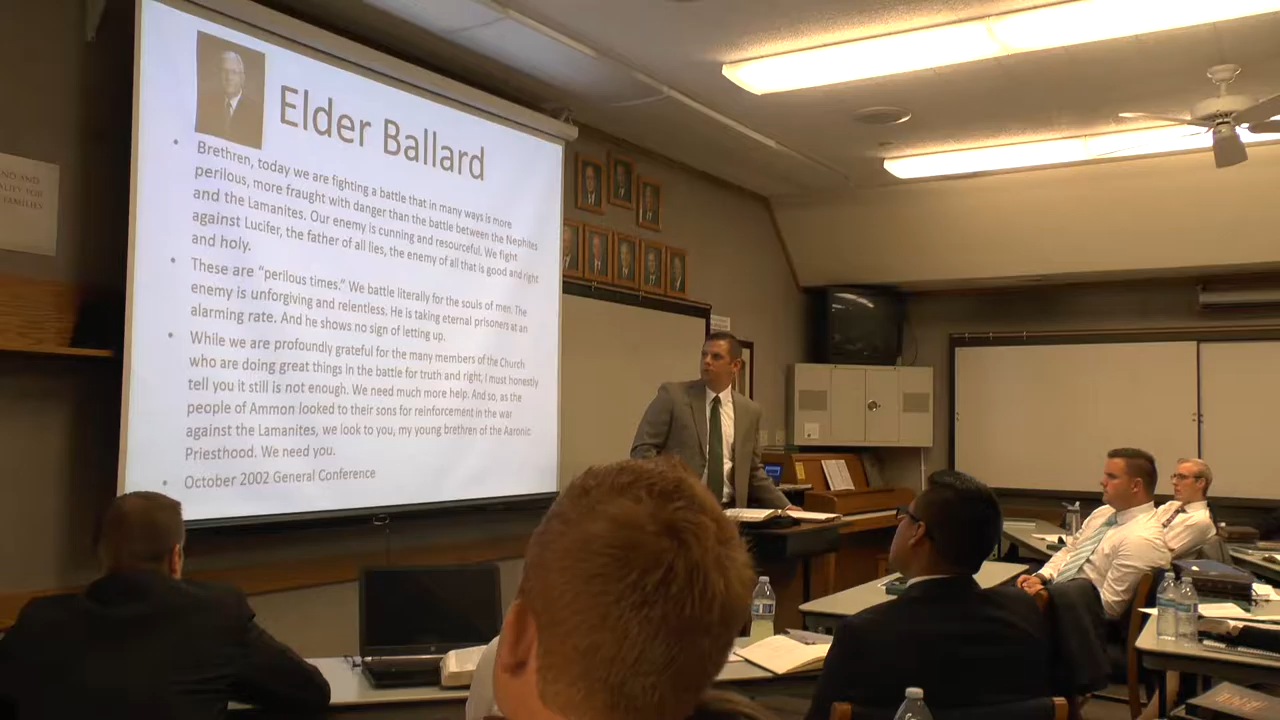 Elder Ballard
• Brethren, today we are fighting a battle that in many ways is more
perilous, more fraught with danger than the battle between the Nephites
and the Lamanites. Our enemy is cunning and resourceful. We fight
against Lucifer, the father of all lies, the enemy of all that is good and right
and holy.
• These are “perilous times.” We battle literally for the souls of men. The
enemy is unforgiving and relentless. He is taking eternal prisoners at an
alarming rate. And he shows no sign of letting up.
• While we are profoundly grateful for the many members of the Church
who are doing great things in the battle for truth and right, I must honestly
tell you it still is not enough. We need much more help. And so, as the
people of Ammon looked to their sons for reinforcement in the war
against the Lamanites, we look to you, my young brethren of the Aaronic
Priesthood. We need you.
• October 2002 General Conference
AND
FOR
FAMILIES